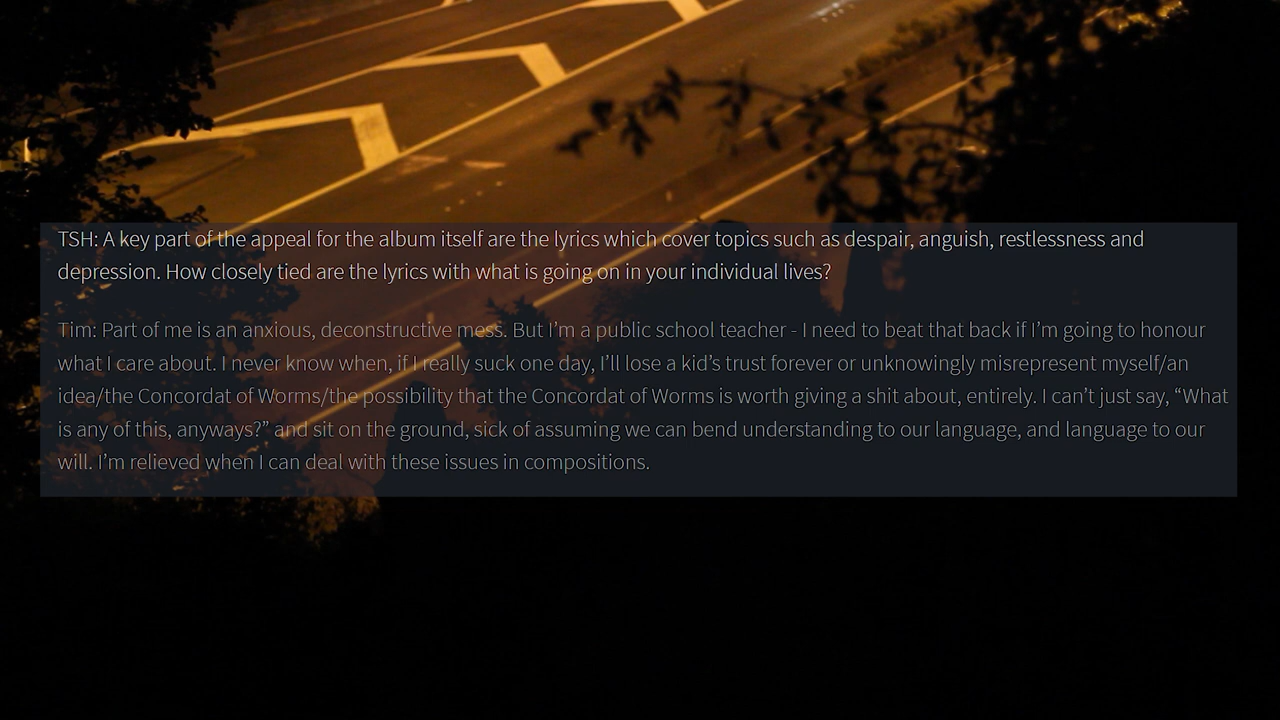 TSH: A key part of the appeal for the album itself are the lyrics which cover topics such as despair, anguish, restlessness and
depression. How closely tied are the lyrics with what is going on in your individual lives?
Tim: Part of me is an anxious, deconstructive mess. But I’m a public school teacher - I need to beat that back if I’m going to honour
what I care about. I never know when, if I really suck one day, I’ll lose a kid’s trust forever or unknowingly misrepresent myself/an
idea/the Concordat of Worms/the possibility that the Concordat of Worms is worth giving a shit about, entirely. I can’t just say, “What
is any of this, anyways?” and sit on the ground, sick of assuming we can bend understanding to our language, and language to our
will. I’m relieved when I can deal with these issues in compositions.